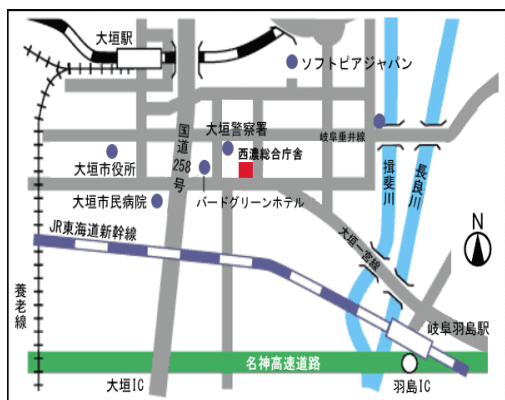 大垣駅
ソフトピアジャパン
国道258号
大垣警察署
岐阜垂井線
西濃総合庁舎
大垣市役所
揖斐川
長良川
大垣市民病院
バードグリーンホテル
JR東海道新幹線
大垣一宮線
N
養老線
岐阜羽島駅
名神高速道路
大垣IC
羽島IC